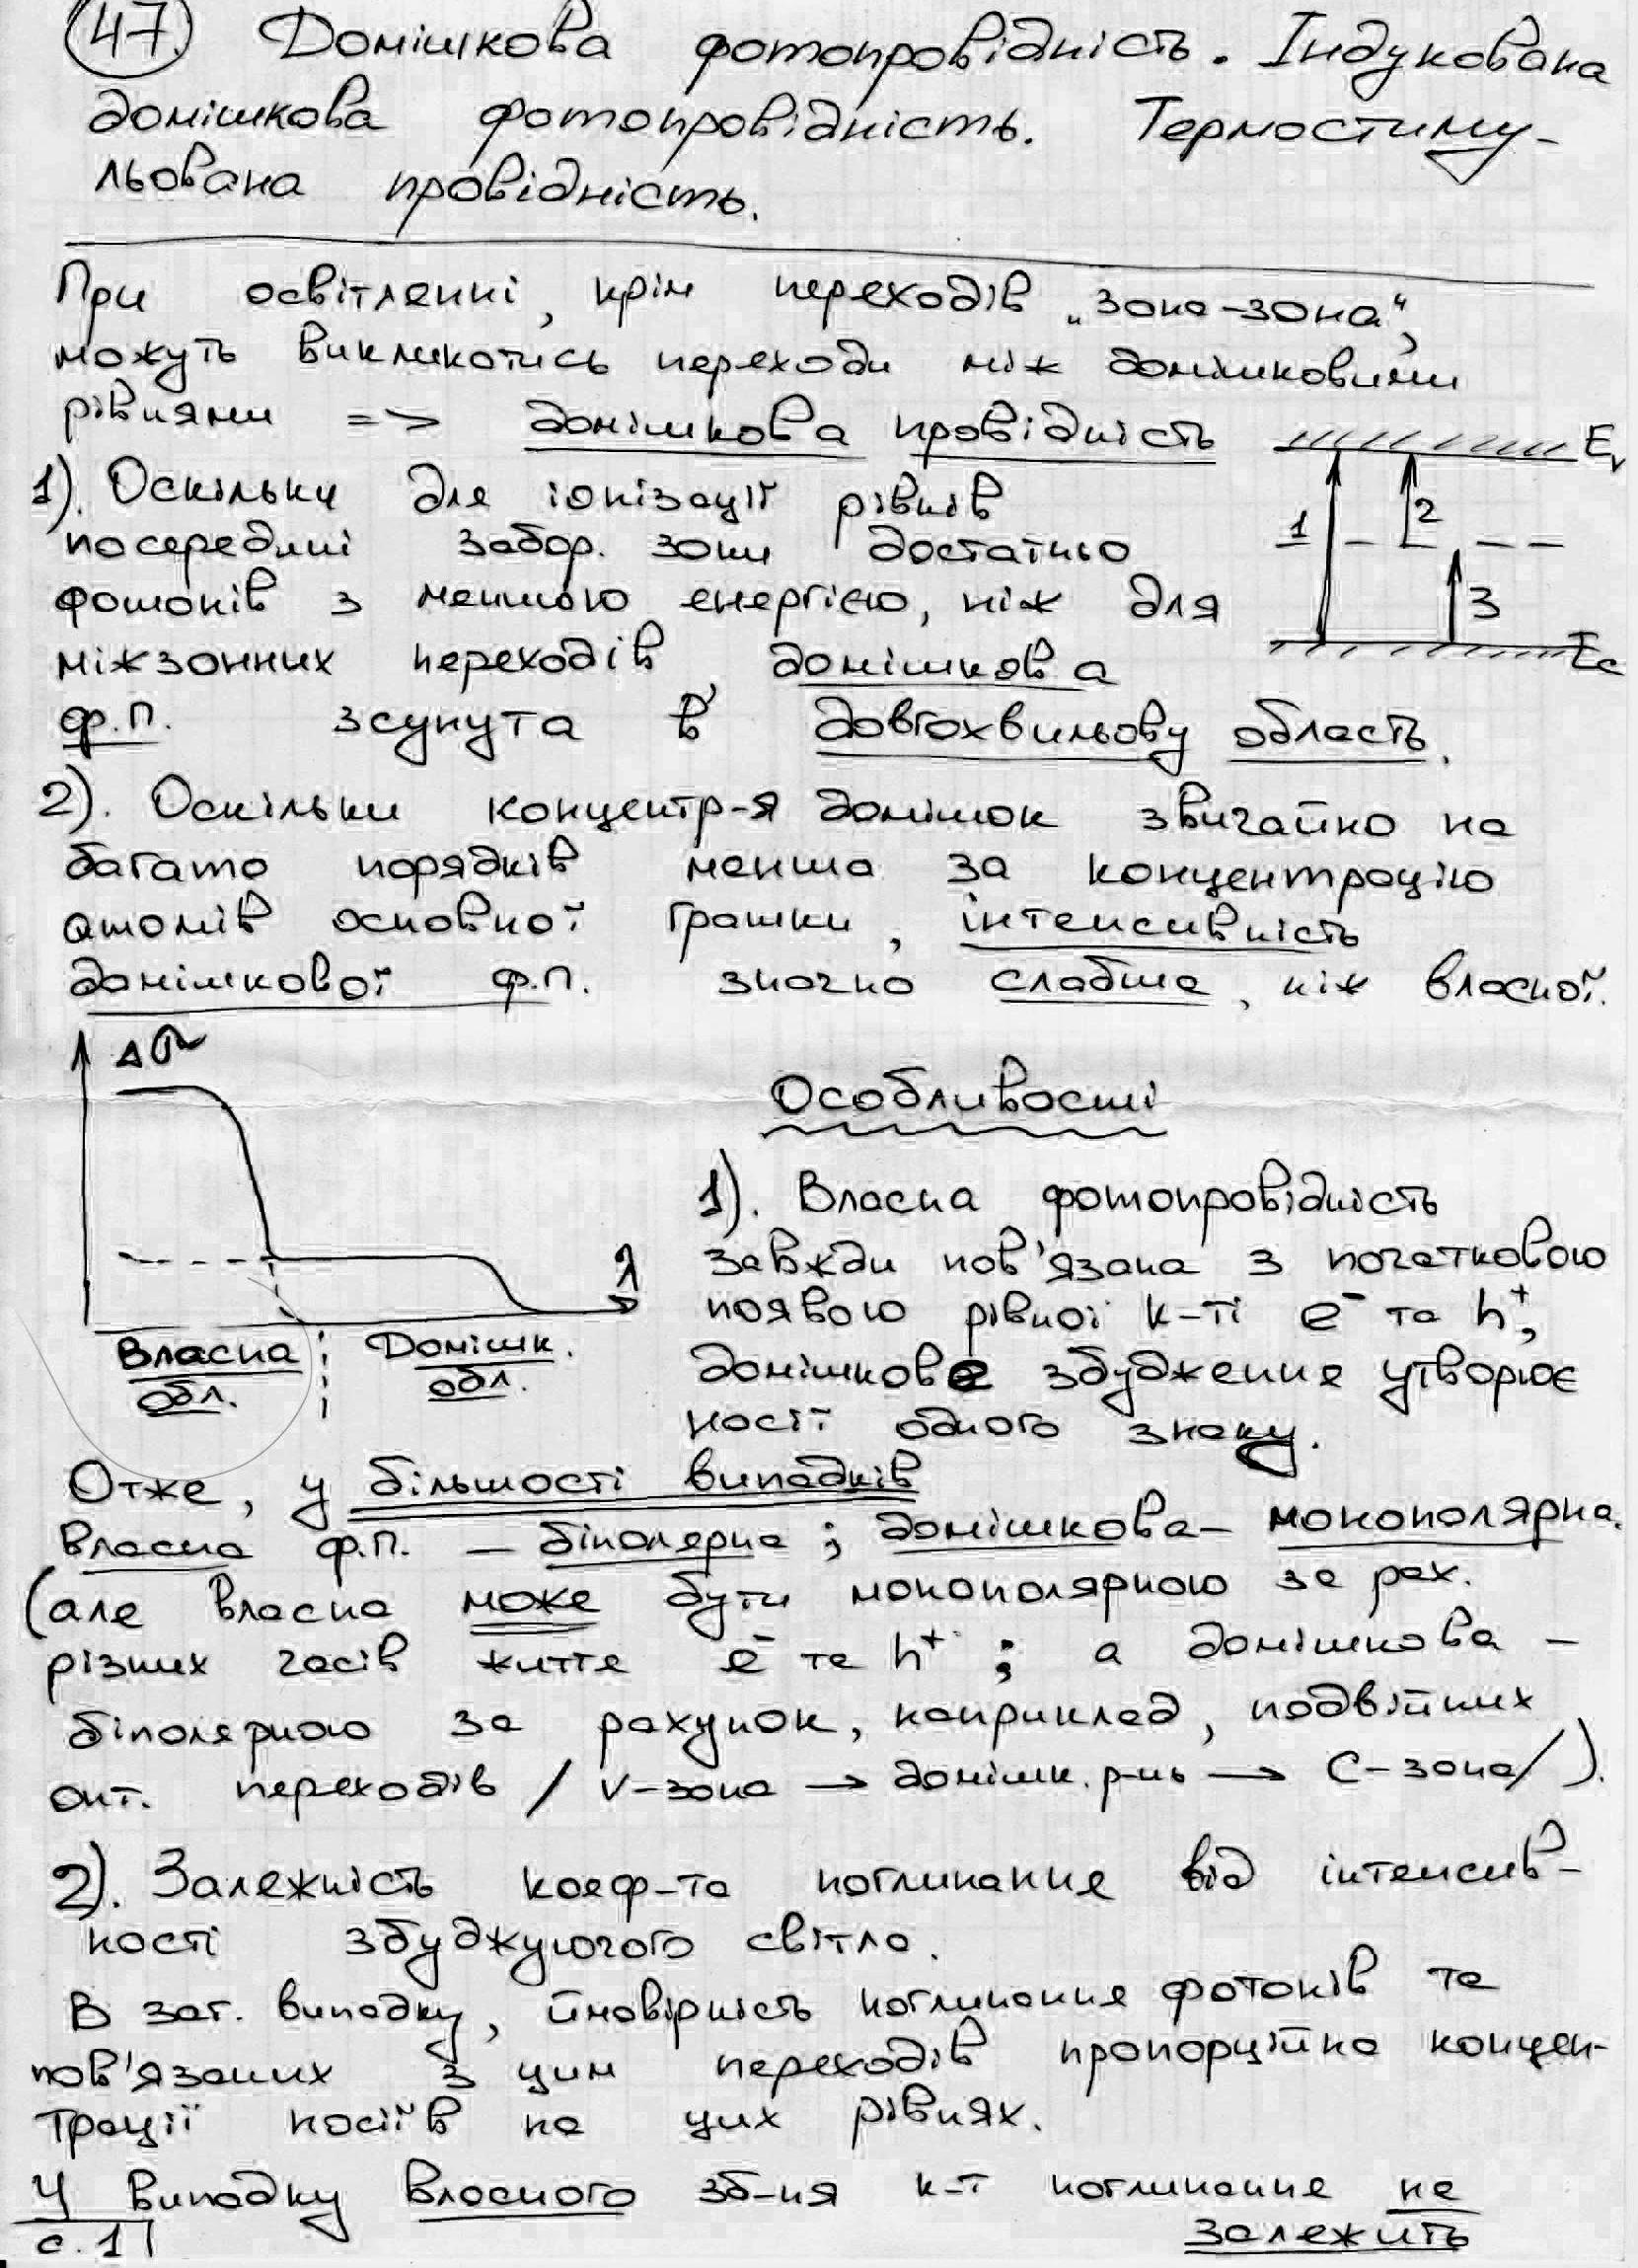 47. Домішкова фотопровідність. Індукована
домішкова фотопровідність. Термостиму-
льована провідність.
При освітленні, крім переходів „зона-зона“,
можуть викликатись переходи між домішковими
рівнями => домішкова провідність
Ev
1). Оскільки для іонізації рівнів
1
2
посередині забор. зони достатньо
фотонів з меншою енергією, ніж для
3
міжзонних переходів, домішкова
Ec
ф.п. зсунута в довгохвильову область.
2). Оскільки концентр-я домішок звичайно на
багато порядків менша за концентрацію
атомів основної гратки, інтенсивність
домішкової ф.п. значно слабша, ніж власної.
Δσ
Особливості
1). Власна фотопровідність
завжди пов'язана з початковою
λ
появою рівної к-ті e⁻ та h⁺,
Власна обл.
Домішк. обл.
домішкове збудження утворює
носії одного знаку.
Отже, у більшості випадків
власна ф.п. – біполярна; домішкова – монополярна.
(але власна може бути монополярною за рах.
різних часів життя e⁻ та h⁺; а домішкова –
біполярною за рахунок, наприклад, подвійних
опт. переходів / V-зона → домішк. р-нь → C-зона/).
2). Залежність коеф-та поглинання від інтенсив-
ності збуджуючого світла.
В заг. випадку, ймовірність поглинання фотонів та
пов'язаних з цим переходів пропорційна концен-
трації носіїв на цих рівнях.
У випадку власного зб-ня к-т поглинання не
залежить
с. 1